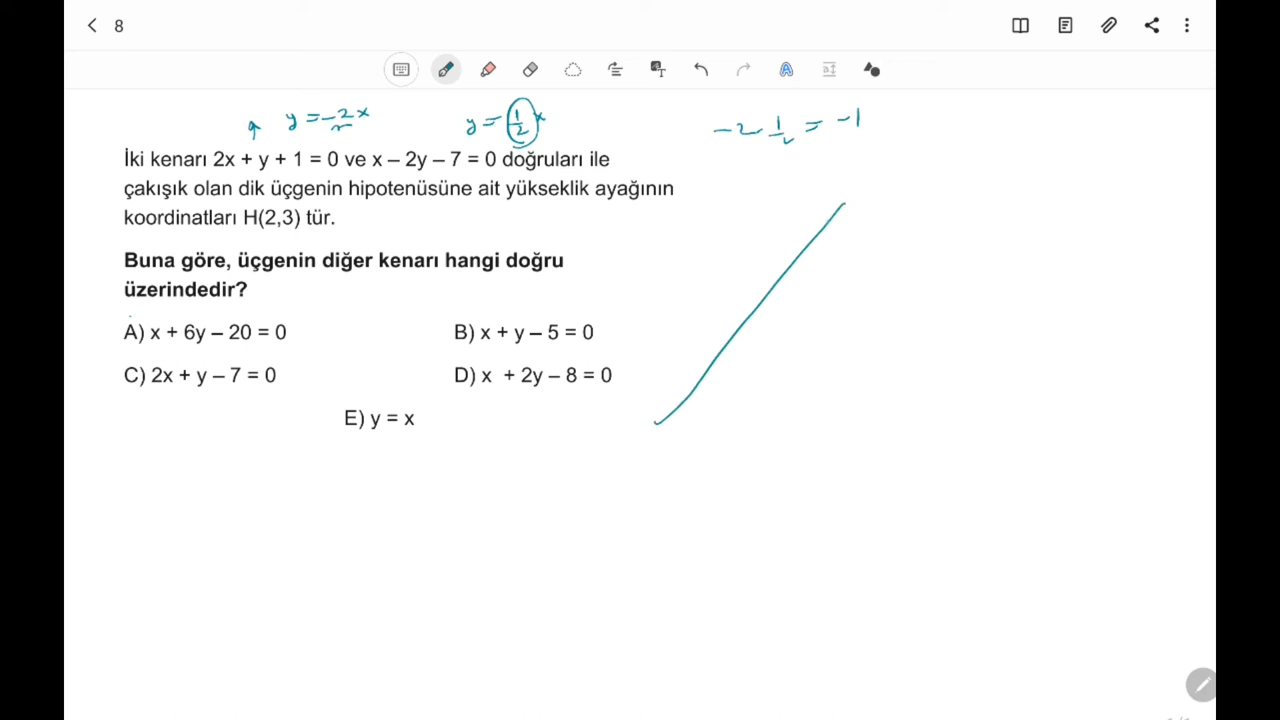 8
y = -2x
y = 1/2 x
-2 · 1/2 = -1
İki kenarı 2x + y + 1 = 0 ve x – 2y – 7 = 0 doğruları ile
çakışık olan dik üçgenin hipotenüsüne ait yükseklik ayağının
koordinatları H(2,3) tür.
Buna göre, üçgenin diğer kenarı hangi doğru
üzerindedir?
A) x + 6y – 20 = 0
B) x + y – 5 = 0
C) 2x + y – 7 = 0
D) x + 2y – 8 = 0
E) y = x